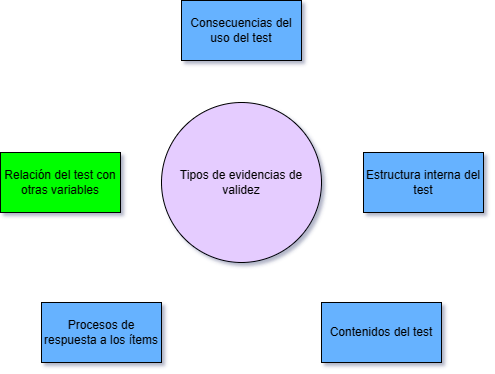 Consecuencias del
uso del test
Relación del test con
otras variables
Tipos de evidencias de
validez
Estructura interna del
test
Procesos de
respuesta a los ítems
Contenidos del test